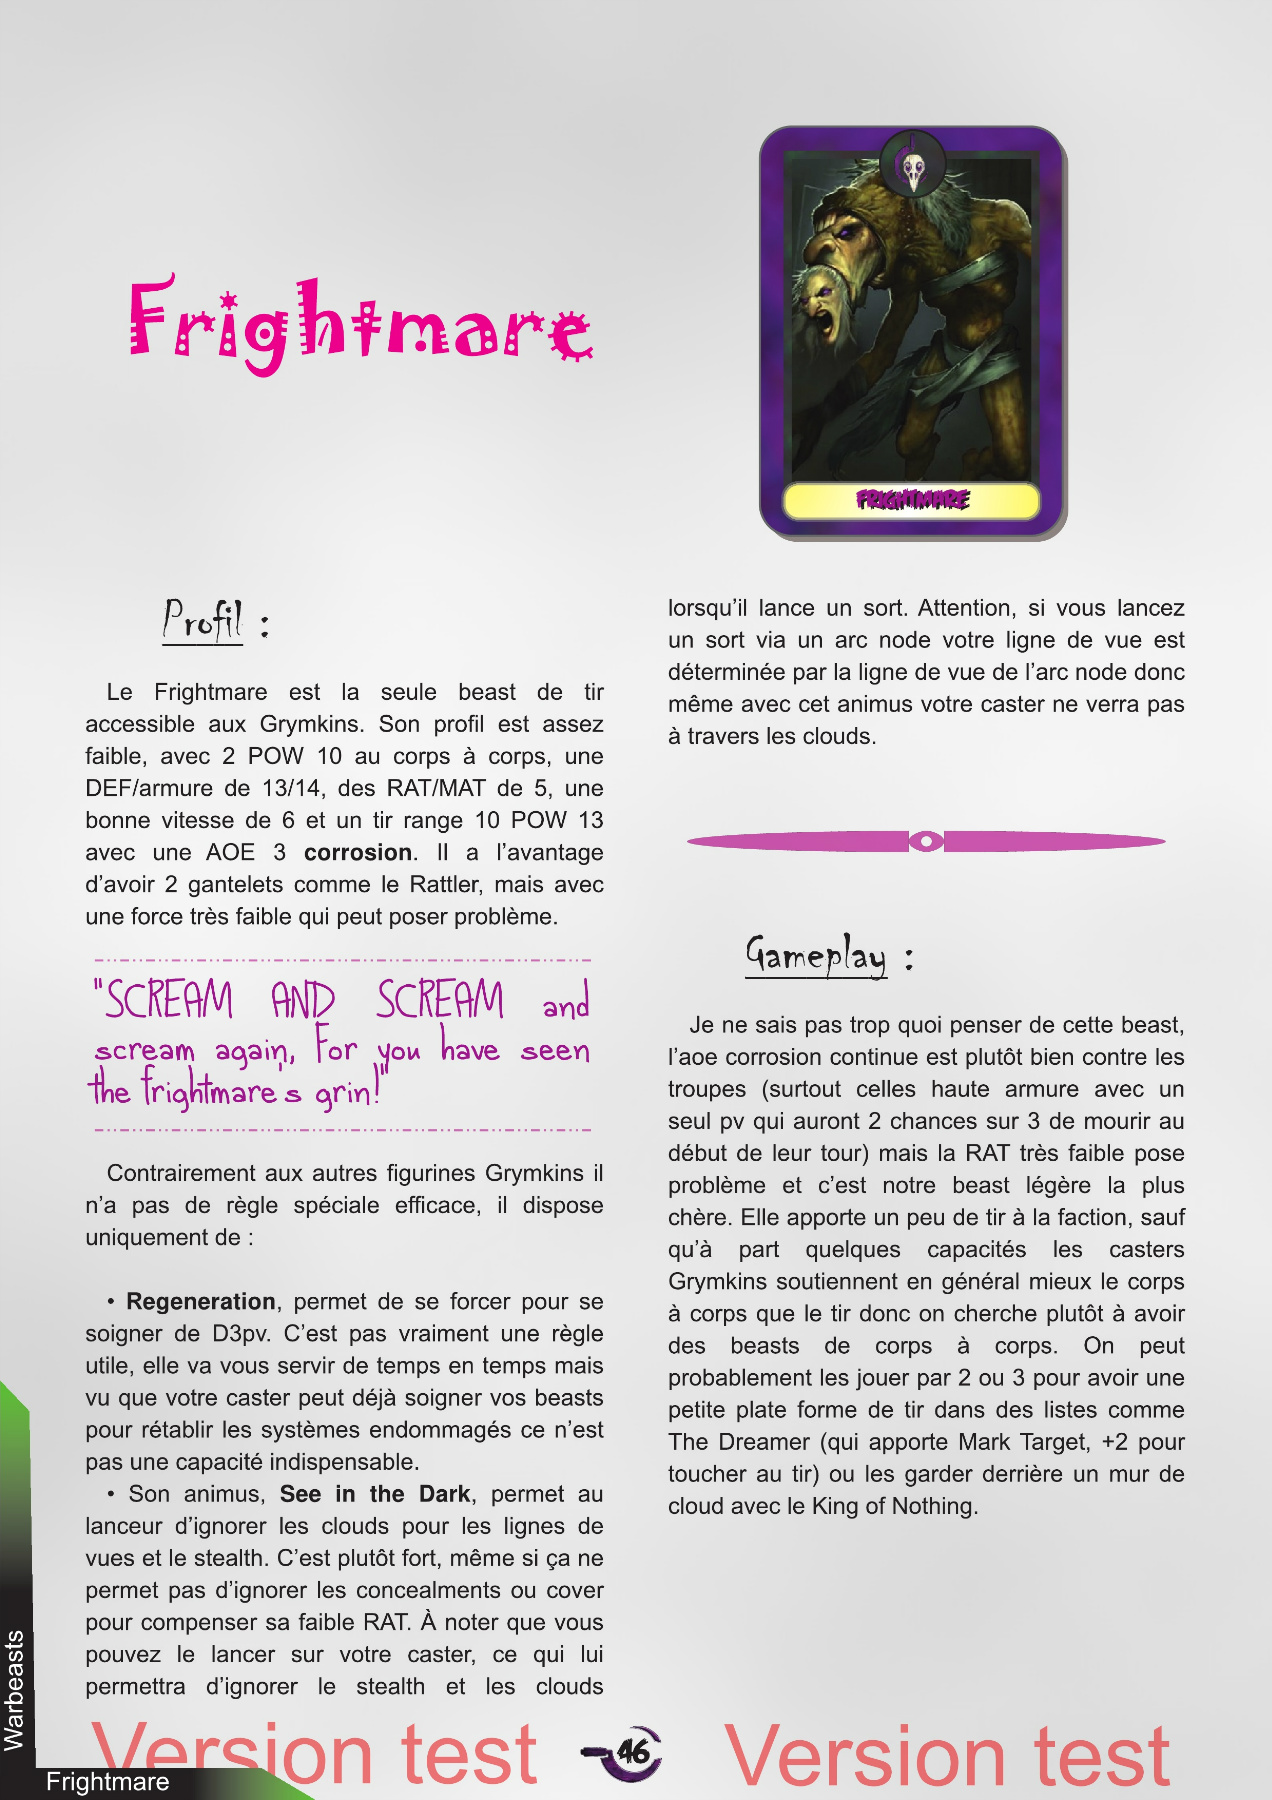 Frightmare
FRIGHTMARE
Profil :
Le Frightmare est la seule beast de tir
accessible aux Grymkins. Son profil est assez
faible, avec 2 POW 10 au corps à corps, une
DEF/armure de 13/14, des RAT/MAT de 5, une
bonne vitesse de 6 et un tir range 10 POW 13
avec une AOE 3 corrosion. Il a l’avantage
d’avoir 2 gantelets comme le Rattler, mais avec
une force très faible qui peut poser problème.
"SCREAM AND SCREAM and
scream again, For you have seen
the frightmare's grin!"
Contrairement aux autres figurines Grymkins il
n’a pas de règle spéciale efficace, il dispose
uniquement de :
• Regeneration, permet de se forcer pour se
soigner de D3pv. C’est pas vraiment une règle
utile, elle va vous servir de temps en temps mais
vu que votre caster peut déjà soigner vos beasts
pour rétablir les systèmes endommagés ce n’est
pas une capacité indispensable.
• Son animus, See in the Dark, permet au
lanceur d’ignorer les clouds pour les lignes de
vues et le stealth. C’est plutôt fort, même si ça ne
permet pas d’ignorer les concealments ou cover
pour compenser sa faible RAT. À noter que vous
pouvez le lancer sur votre caster, ce qui lui
permettra d’ignorer le stealth et les clouds
lorsqu’il lance un sort. Attention, si vous lancez
un sort via un arc node votre ligne de vue est
déterminée par la ligne de vue de l’arc node donc
même avec cet animus votre caster ne verra pas
à travers les clouds.
Gameplay :
Je ne sais pas trop quoi penser de cette beast,
l’aoe corrosion continue est plutôt bien contre les
troupes (surtout celles haute armure avec un
seul pv qui auront 2 chances sur 3 de mourir au
début de leur tour) mais la RAT très faible pose
problème et c’est notre beast légère la plus
chère. Elle apporte un peu de tir à la faction, sauf
qu’à part quelques capacités les casters
Grymkins soutiennent en général mieux le corps
à corps que le tir donc on cherche plutôt à avoir
des beasts de corps à corps. On peut
probablement les jouer par 2 ou 3 pour avoir une
petite plate forme de tir dans des listes comme
The Dreamer (qui apporte Mark Target, +2 pour
toucher au tir) ou les garder derrière un mur de
cloud avec le King of Nothing.
Warbeasts
Frightmare
Version test
46
Version test